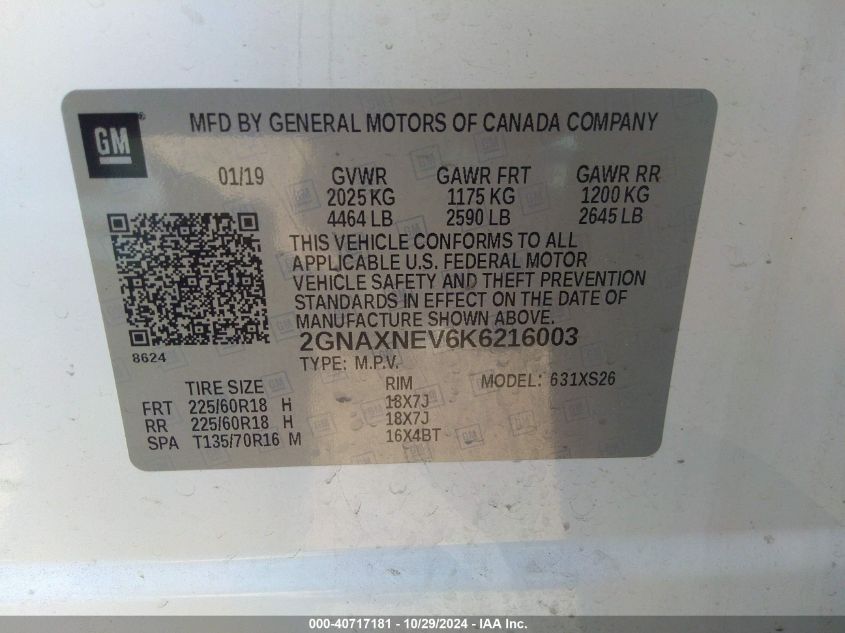 GM
MFD BY GENERAL MOTORS OF CANADA COMPANY
01/19 GVWR GAWR FRT GAWR RR
2025 KG 1175 KG 1200 KG
4464 LB 2590 LB 2645 LB
THIS VEHICLE CONFORMS TO ALL
APPLICABLE U.S. FEDERAL MOTOR
VEHICLE SAFETY AND THEFT PREVENTION
STANDARDS IN EFFECT ON THE DATE OF
MANUFACTURE SHOWN ABOVE.
2GNAXNEV6K6216003
8624
TYPE: M.P.V.
TIRE SIZE RIM MODEL: 631XS26
FRT 225/60R18 H 18X7J
RR 225/60R18 H 18X7J
SPA T135/70R16 M 16X4BT
000-40717181 - 10/29/2024 - IAA Inc.